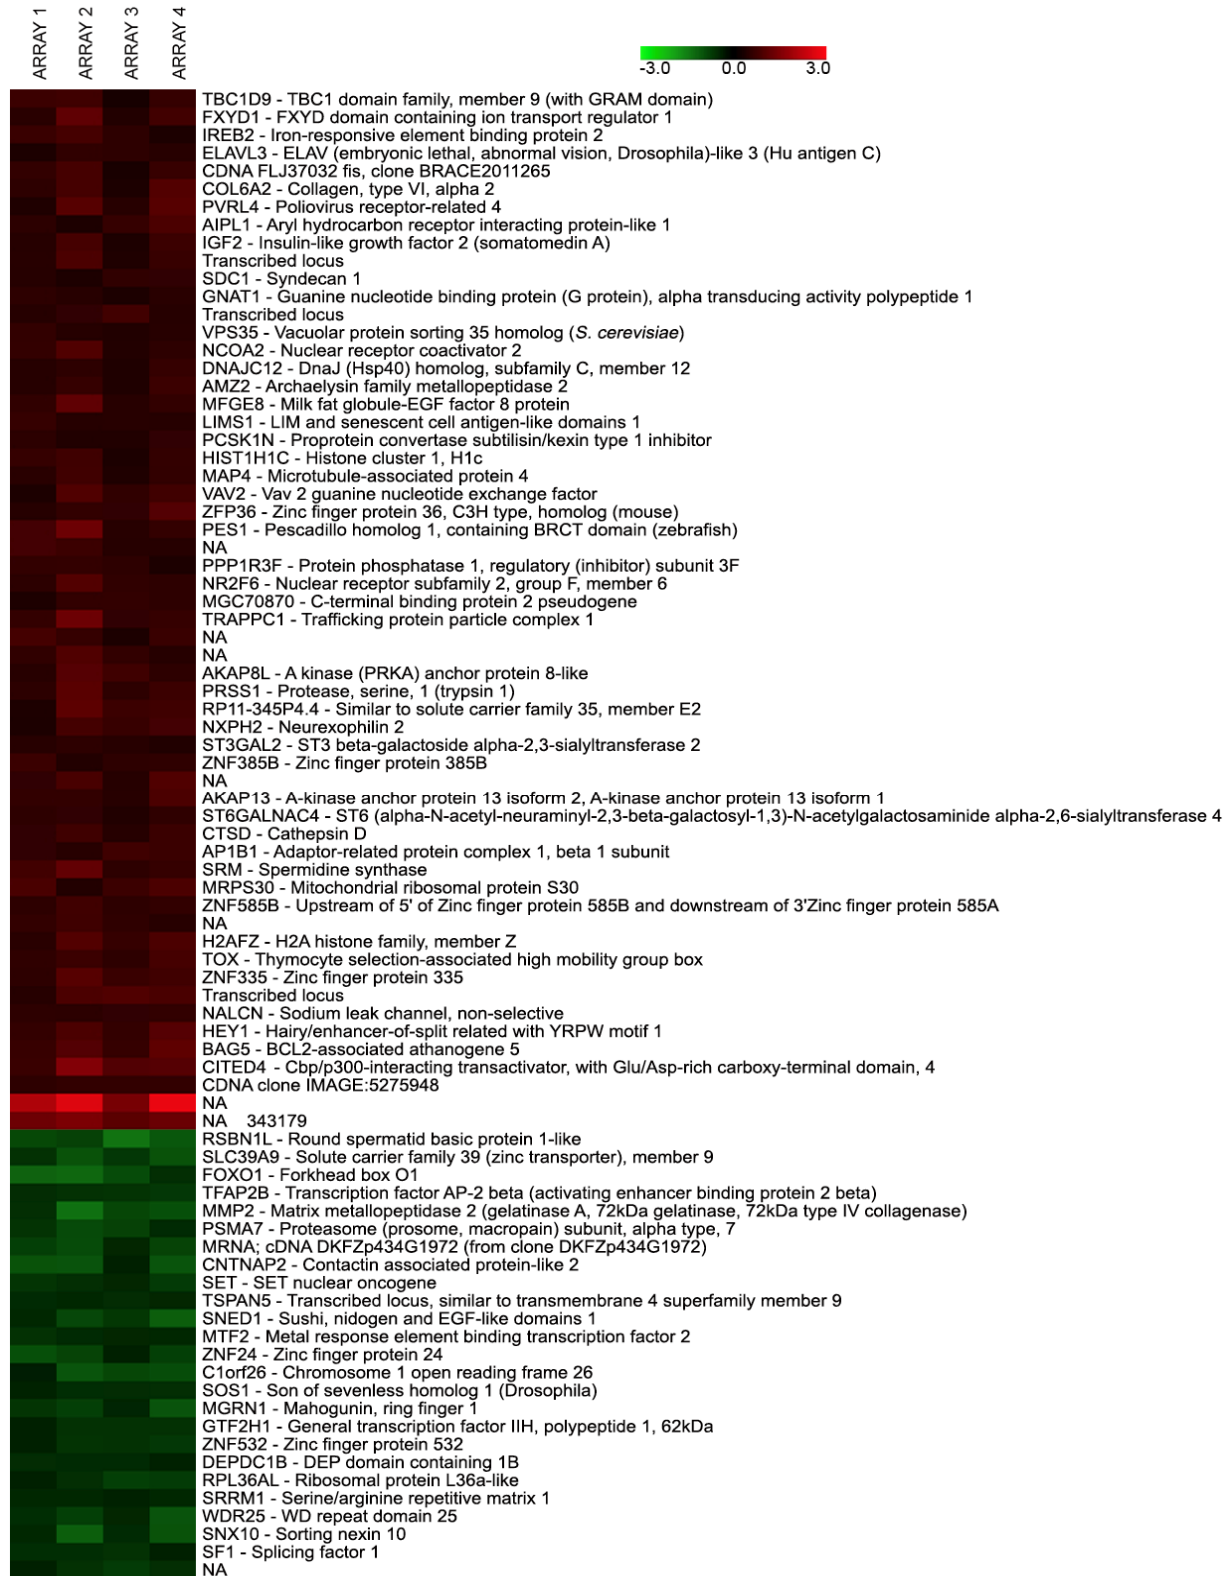 ARRAY 1
ARRAY 2
ARRAY 3
ARRAY 4
-3.0 0.0 3.0
TBC1D9 - TBC1 domain family, member 9 (with GRAM domain)
FXYD1 - FXYD domain containing ion transport regulator 1
IREB2 - Iron-responsive element binding protein 2
ELAVL3 - ELAV (embryonic lethal, abnormal vision, Drosophila)-like 3 (Hu antigen C)
CDNA FLJ37032 fis, clone BRACE2011265
COL6A2 - Collagen, type VI, alpha 2
PVRL4 - Poliovirus receptor-related 4
AIPL1 - Aryl hydrocarbon receptor interacting protein-like 1
IGF2 - Insulin-like growth factor 2 (somatomedin A)
Transcribed locus
SDC1 - Syndecan 1
GNAT1 - Guanine nucleotide binding protein (G protein), alpha transducing activity polypeptide 1
Transcribed locus
VPS35 - Vacuolar protein sorting 35 homolog (S. cerevisiae)
NCOA2 - Nuclear receptor coactivator 2
DNAJC12 - DnaJ (Hsp40) homolog, subfamily C, member 12
AMZ2 - Archaelysin family metallopeptidase 2
MFGE8 - Milk fat globule-EGF factor 8 protein
LIMS1 - LIM and senescent cell antigen-like domains 1
PCSK1N - Proprotein convertase subtilisin/kexin type 1 inhibitor
HIST1H1C - Histone cluster 1, H1c
MAP4 - Microtubule-associated protein 4
VAV2 - Vav 2 guanine nucleotide exchange factor
ZFP36 - Zinc finger protein 36, C3H type, homolog (mouse)
PES1 - Pescadillo homolog 1, containing BRCT domain (zebrafish)
NA
PPP1R3F - Protein phosphatase 1, regulatory (inhibitor) subunit 3F
NR2F6 - Nuclear receptor subfamily 2, group F, member 6
MGC70870 - C-terminal binding protein 2 pseudogene
TRAPPC1 - Trafficking protein particle complex 1
NA
NA
AKAP8L - A kinase (PRKA) anchor protein 8-like
PRSS1 - Protease, serine, 1 (trypsin 1)
RP11-345P4.4 - Similar to solute carrier family 35, member E2
NXPH2 - Neurexophilin 2
ST3GAL2 - ST3 beta-galactoside alpha-2,3-sialyltransferase 2
ZNF385B - Zinc finger protein 385B
NA
AKAP13 - A-kinase anchor protein 13 isoform 2, A-kinase anchor protein 13 isoform 1
ST6GALNAC4 - ST6 (alpha-N-acetyl-neuraminyl-2,3-beta-galactosyl-1,3)-N-acetylgalactosaminide alpha-2,6-sialyltransferase 4
CTSD - Cathepsin D
AP1B1 - Adaptor-related protein complex 1, beta 1 subunit
SRM - Spermidine synthase
MRPS30 - Mitochondrial ribosomal protein S30
ZNF585B - Upstream of 5' of Zinc finger protein 585B and downstream of 3'Zinc finger protein 585A
NA
H2AFZ - H2A histone family, member Z
TOX - Thymocyte selection-associated high mobility group box
ZNF335 - Zinc finger protein 335
Transcribed locus
NALCN - Sodium leak channel, non-selective
HEY1 - Hairy/enhancer-of-split related with YRPW motif 1
BAG5 - BCL2-associated athanogene 5
CITED4 - Cbp/p300-interacting transactivator, with Glu/Asp-rich carboxy-terminal domain, 4
CDNA clone IMAGE:5275948
NA
NA 343179
RSBN1L - Round spermatid basic protein 1-like
SLC39A9 - Solute carrier family 39 (zinc transporter), member 9
FOXO1 - Forkhead box O1
TFAP2B - Transcription factor AP-2 beta (activating enhancer binding protein 2 beta)
MMP2 - Matrix metallopeptidase 2 (gelatinase A, 72kDa gelatinase, 72kDa type IV collagenase)
PSMA7 - Proteasome (prosome, macropain) subunit, alpha type, 7
MRNA; cDNA DKFZp434G1972 (from clone DKFZp434G1972)
CNTNAP2 - Contactin associated protein-like 2
SET - SET nuclear oncogene
TSPAN5 - Transcribed locus, similar to transmembrane 4 superfamily member 9
SNED1 - Sushi, nidogen and EGF-like domains 1
MTF2 - Metal response element binding transcription factor 2
ZNF24 - Zinc finger protein 24
C1orf26 - Chromosome 1 open reading frame 26
SOS1 - Son of sevenless homolog 1 (Drosophila)
MGRN1 - Mahogunin, ring finger 1
GTF2H1 - General transcription factor IIH, polypeptide 1, 62kDa
ZNF532 - Zinc finger protein 532
DEPDC1B - DEP domain containing 1B
RPL36AL - Ribosomal protein L36a-like
SRRM1 - Serine/arginine repetitive matrix 1
WDR25 - WD repeat domain 25
SNX10 - Sorting nexin 10
SF1 - Splicing factor 1
NA